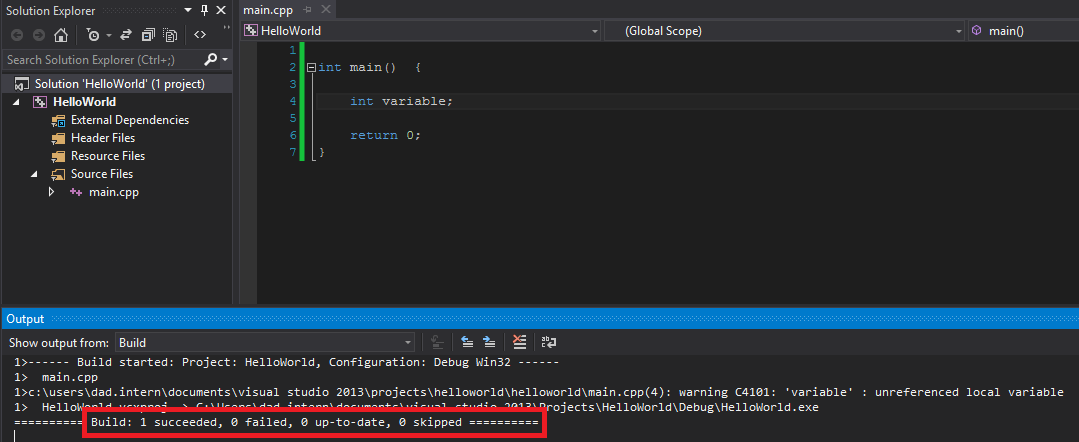 Solution Explorer
Search Solution Explorer (Ctrl+;)
Solution 'HelloWorld' (1 project)
HelloWorld
External Dependencies
Header Files
Resource Files
Source Files
main.cpp
main.cpp
HelloWorld (Global Scope) main()
1
2 int main()  {
3
4     int variable;
5
6     return 0;
7 }
Output
Show output from: Build
1>------ Build started: Project: HelloWorld, Configuration: Debug Win32 ------
1>  main.cpp
1>c:\users\dad.intern\documents\visual studio 2013\projects\helloworld\helloworld\main.cpp(4): warning C4101: 'variable' : unreferenced local variable
1>  HelloWorld.vcxproj -> C:\Users\dad.intern\documents\visual studio 2013\Projects\HelloWorld\Debug\HelloWorld.exe
========== Build: 1 succeeded, 0 failed, 0 up-to-date, 0 skipped ==========